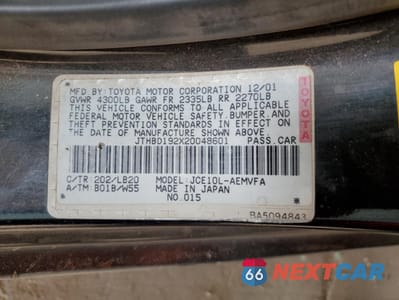 MFD. BY: TOYOTA MOTOR CORPORATION 12/01
GVWR 4300LB GAWR FR 2335LB RR 2270LB
THIS VEHICLE CONFORMS TO ALL APPLICABLE
FEDERAL MOTOR VEHICLE SAFETY, BUMPER, AND
THEFT PREVENTION STANDARDS IN EFFECT ON
THE DATE OF MANUFACTURE SHOWN ABOVE.
JTHBD192X20048601 PASS. CAR
TOYOTA
C/TR: 202/LB20 MODEL: JCE10L-AEMVFA
A/TM: B01B/W55 MADE IN JAPAN
NO. 015
BA5094843
66 NEXTCAR